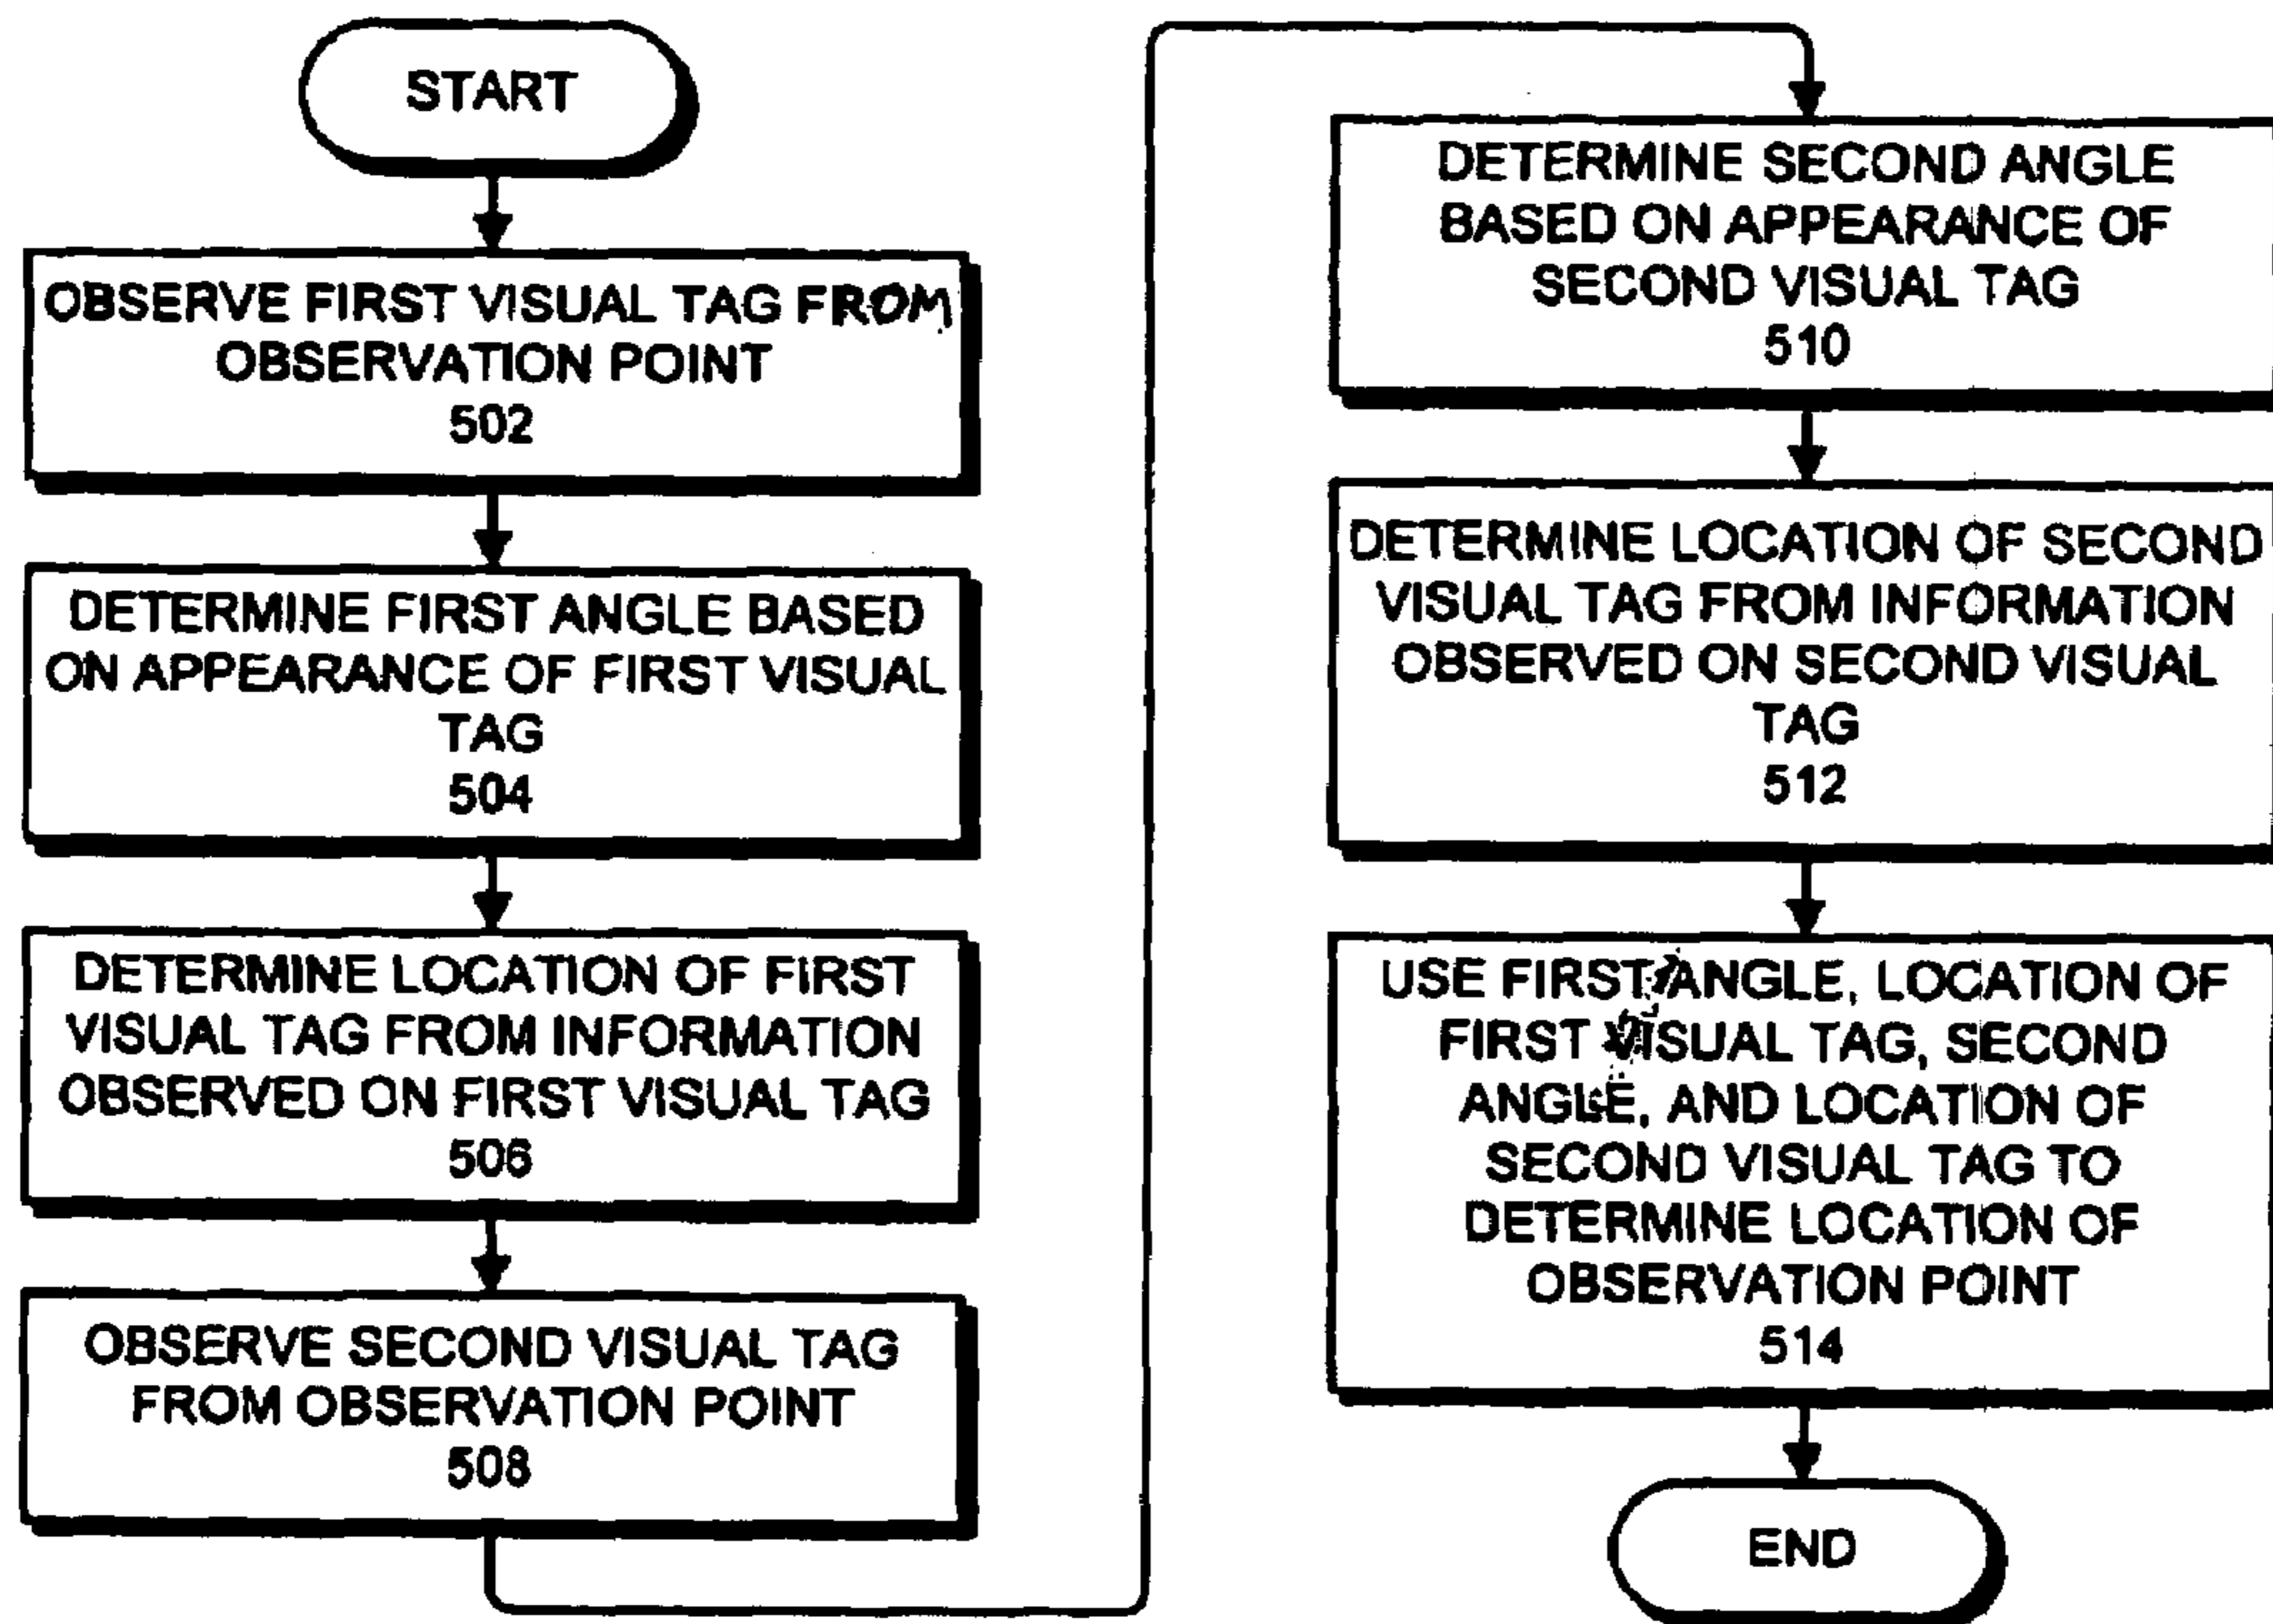 START
OBSERVE FIRST VISUAL TAG FROM
OBSERVATION POINT
502
DETERMINE FIRST ANGLE BASED
ON APPEARANCE OF FIRST VISUAL
TAG
504
DETERMINE LOCATION OF FIRST
VISUAL TAG FROM INFORMATION
OBSERVED ON FIRST VISUAL TAG
506
OBSERVE SECOND VISUAL TAG
FROM OBSERVATION POINT
508
DETERMINE SECOND ANGLE
BASED ON APPEARANCE OF
SECOND VISUAL TAG
510
DETERMINE LOCATION OF SECOND
VISUAL TAG FROM INFORMATION
OBSERVED ON SECOND VISUAL
TAG
512
USE FIRST ANGLE, LOCATION OF
FIRST VISUAL TAG, SECOND
ANGLE, AND LOCATION OF
SECOND VISUAL TAG TO
DETERMINE LOCATION OF
OBSERVATION POINT
514
END